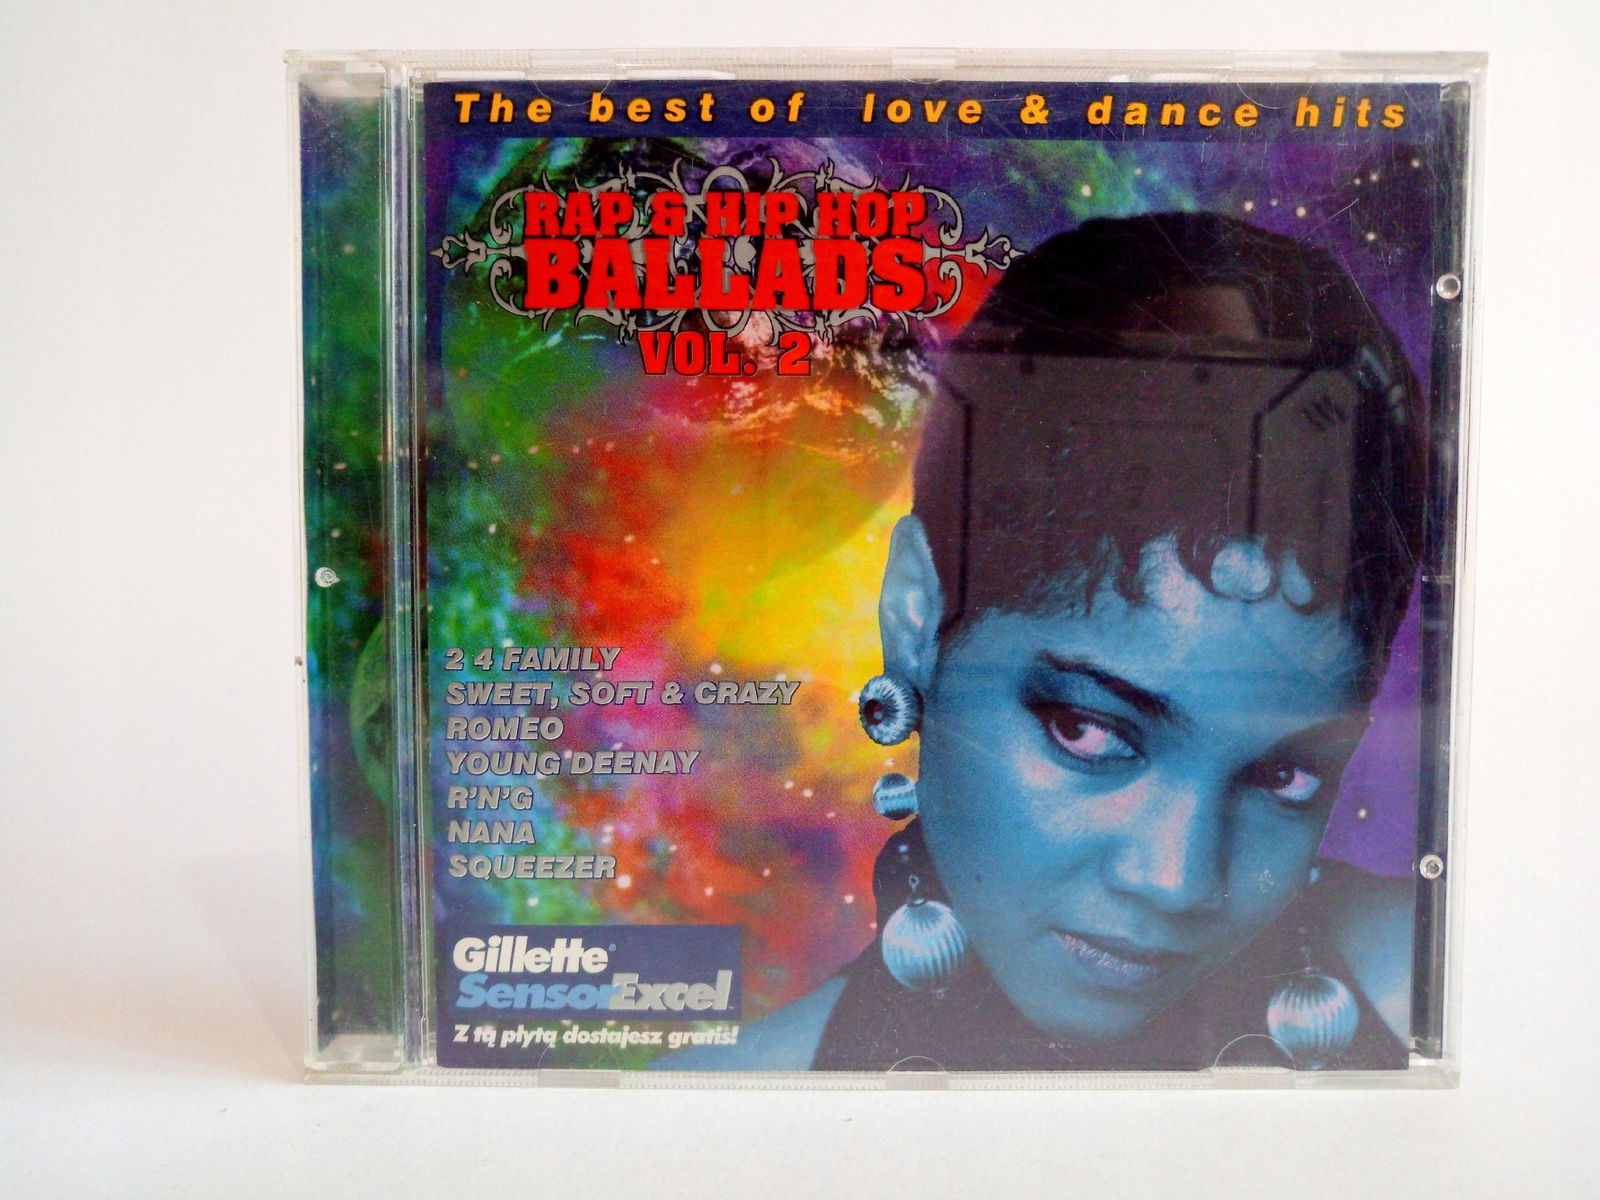 The best of love & dance hits
RAP & HIP HOP
BALLADS
VOL. 2
2 4 FAMILY
SWEET, SOFT & CRAZY
ROMEO
YOUNG DEENAY
R'N'G
NANA
SQUEEZER
Gillette®
SensorExcel
Z tą płytą dostajesz gratis!